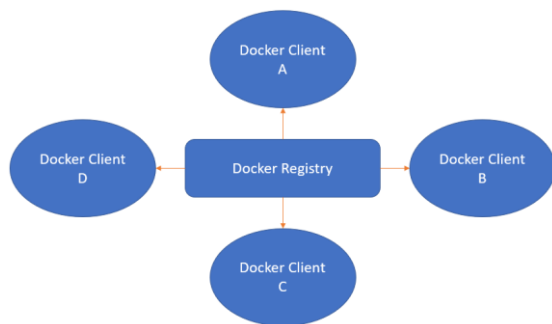 Docker Client
A
Docker Client
D
Docker Registry
Docker Client
B
Docker Client
C